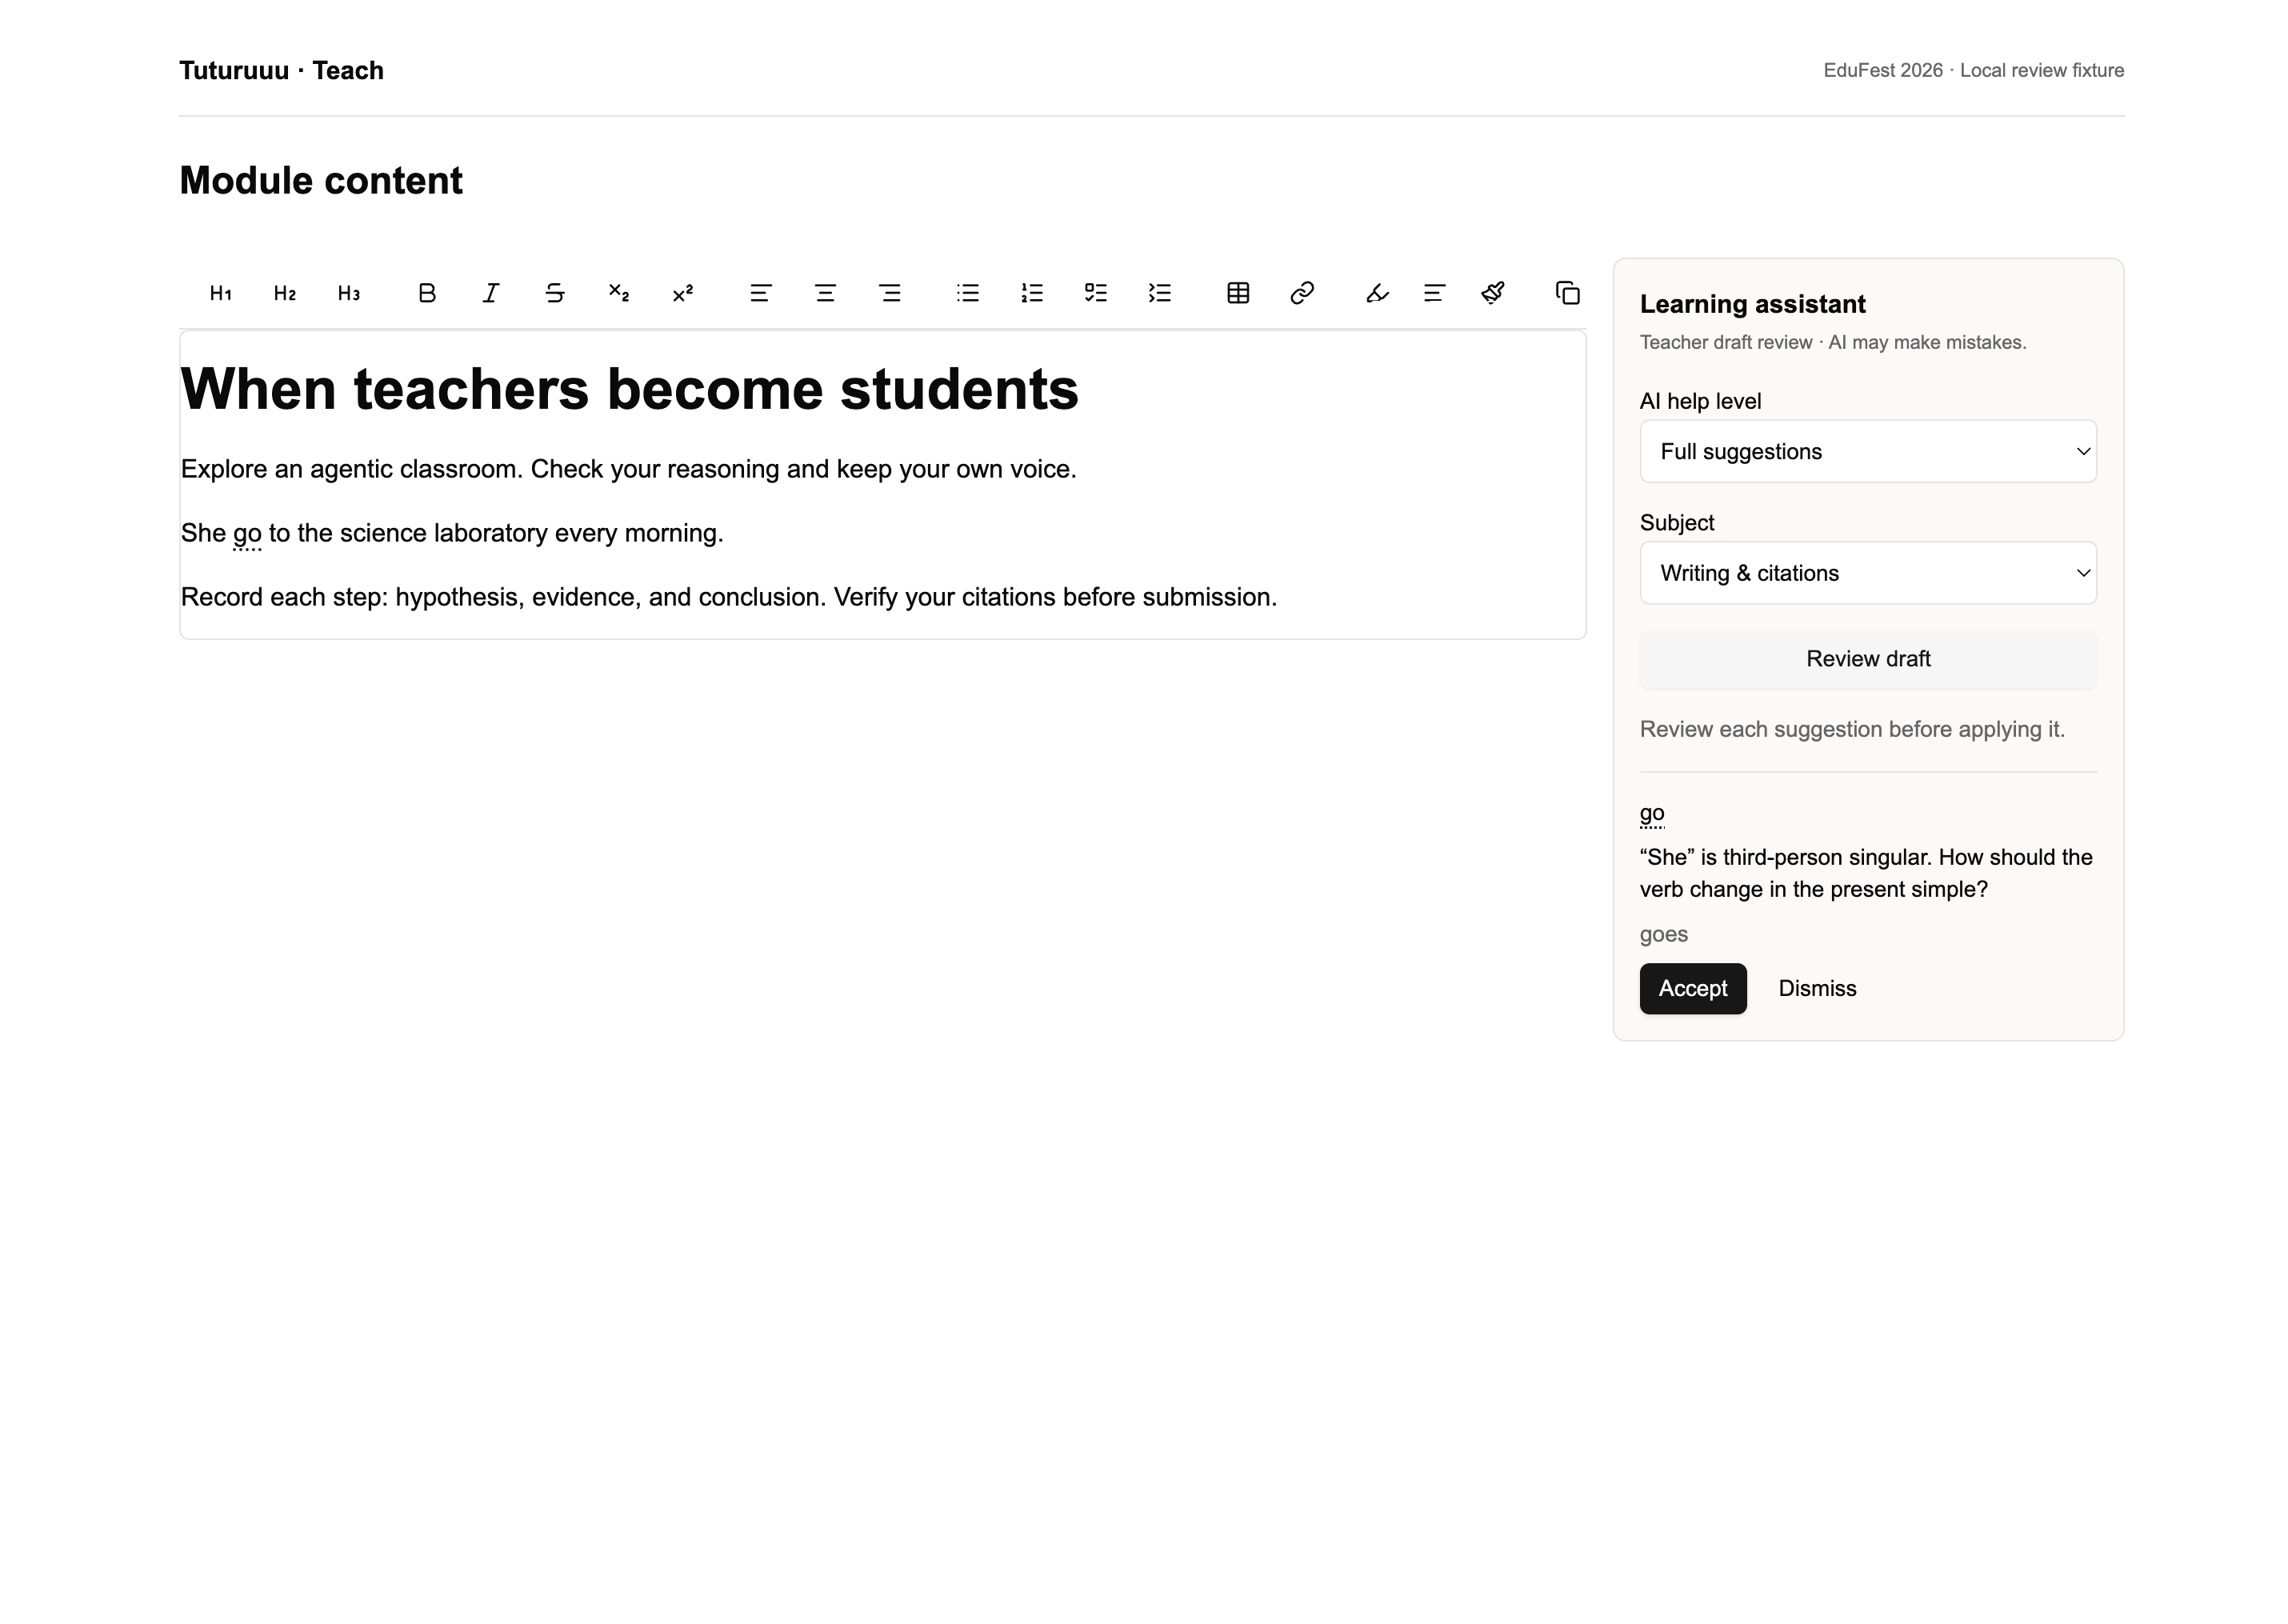 Tuturuuu · Teach
EduFest 2026 · Local review fixture
Module content
H1 H2 H3
When teachers become students
Explore an agentic classroom. Check your reasoning and keep your own voice.
She go to the science laboratory every morning.
Record each step: hypothesis, evidence, and conclusion. Verify your citations before submission.
Learning assistant
Teacher draft review · AI may make mistakes.
AI help level
Full suggestions
Subject
Writing & citations
Review draft
Review each suggestion before applying it.
go
“She” is third-person singular. How should the
verb change in the present simple?
goes
Accept Dismiss